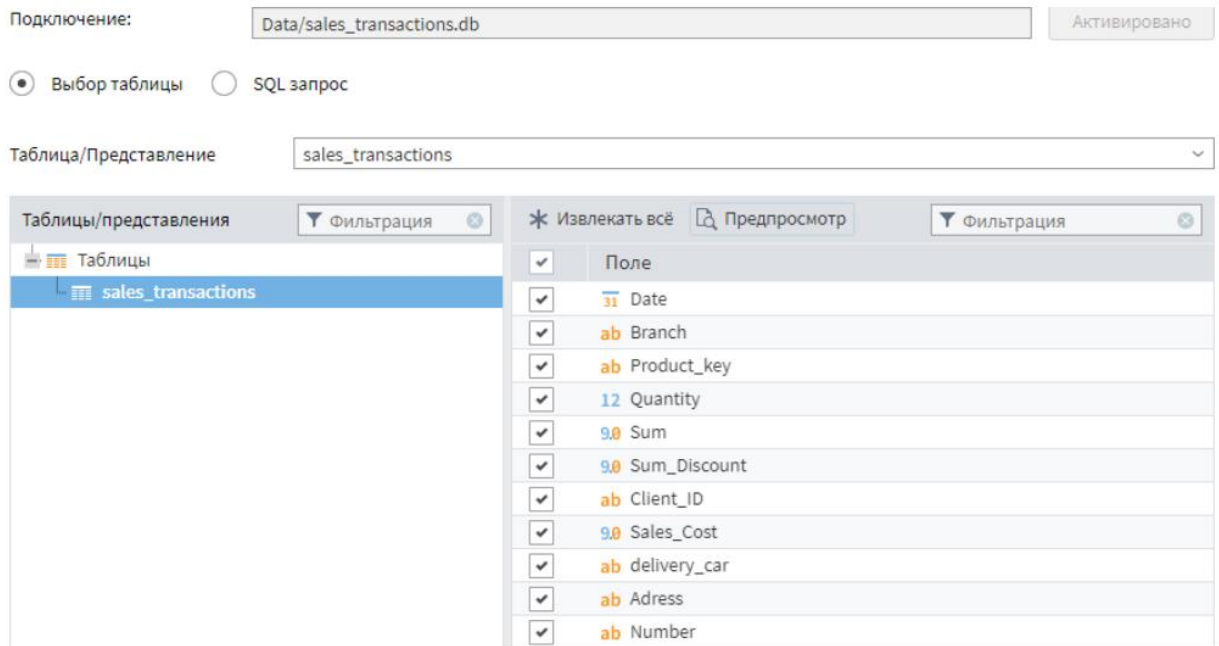 Подключение: Data/sales_transactions.db Активировано
Выбор таблицы SQL запрос
Таблица/Представление sales_transactions
Таблицы/представления Фильтрация Извлекать всё Предпросмотр Фильтрация
Таблицы Поле
sales_transactions
31 Date
ab Branch
ab Product_key
12 Quantity
9.0 Sum
9.0 Sum_Discount
ab Client_ID
9.0 Sales_Cost
ab delivery_car
ab Adress
ab Number